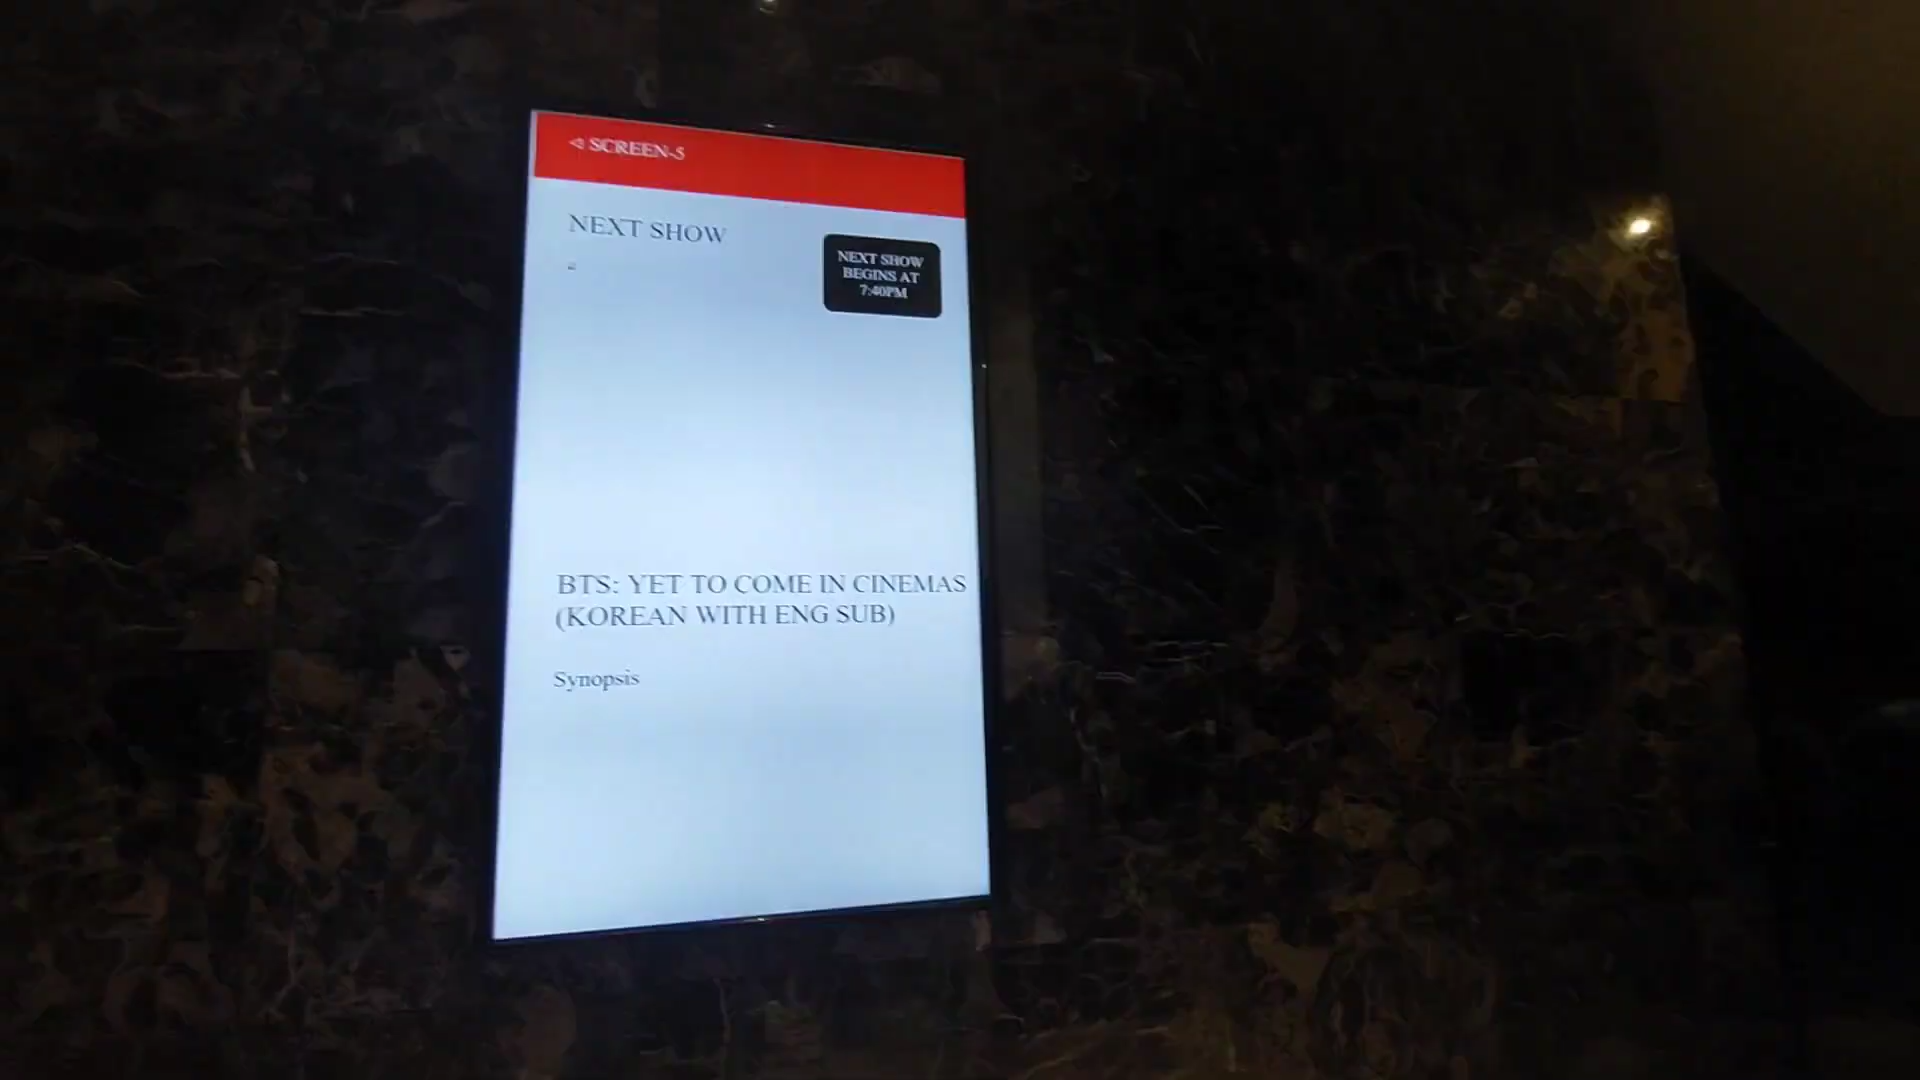 ◁ SCREEN-5
NEXT SHOW
NEXT SHOW
BEGINS AT
7:40PM
BTS: YET TO COME IN CINEMAS
(KOREAN WITH ENG SUB)
Synopsis